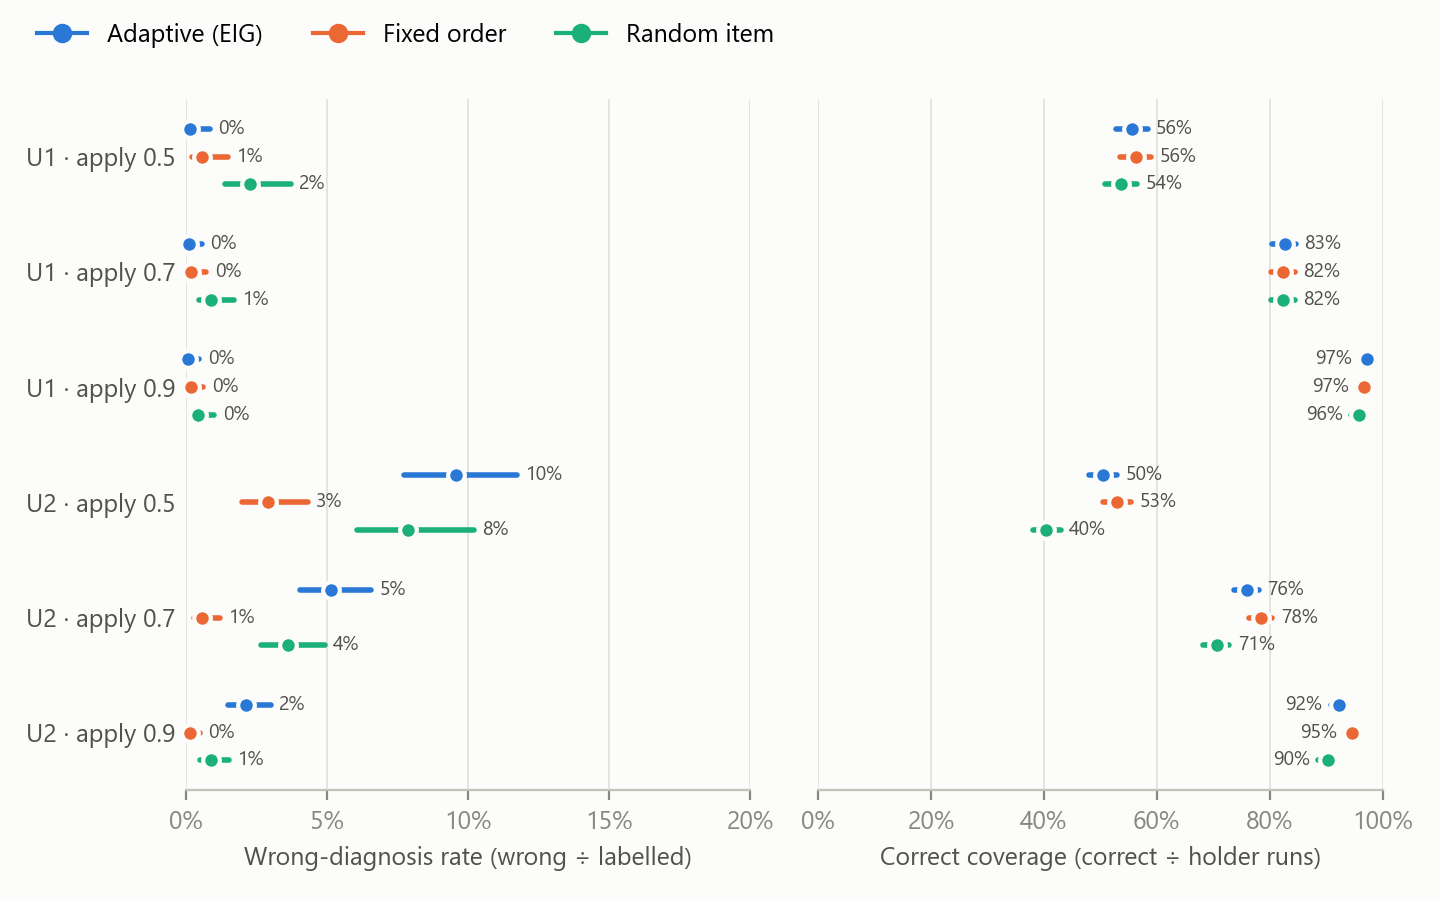 Adaptive (EIG) Fixed order Random item
0% 56%
U1 · apply 0.5 1% 56%
2% 54%
0% 83%
U1 · apply 0.7 0% 82%
1% 82%
0% 97%
U1 · apply 0.9 0% 97%
0% 96%
10% 50%
U2 · apply 0.5 3% 53%
8% 40%
5% 76%
U2 · apply 0.7 1% 78%
4% 71%
2% 92%
U2 · apply 0.9 0% 95%
1% 90%
0% 5% 10% 15% 20% 0% 20% 40% 60% 80% 100%
Wrong-diagnosis rate (wrong ÷ labelled) Correct coverage (correct ÷ holder runs)